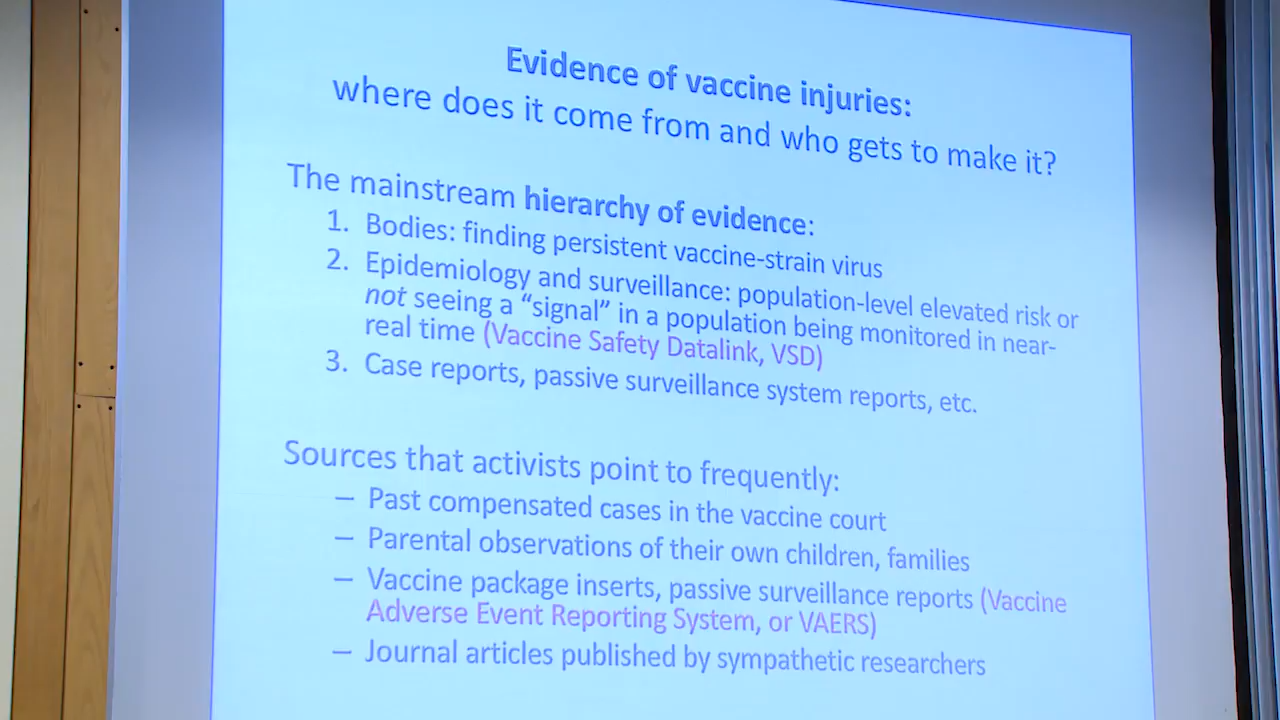 Evidence of vaccine injuries:
where does it come from and who gets to make it?
The mainstream hierarchy of evidence:
1. Bodies: finding persistent vaccine-strain virus
2. Epidemiology and surveillance: population-level elevated risk or
not seeing a “signal” in a population being monitored in near-
real time (Vaccine Safety Datalink, VSD)
3. Case reports, passive surveillance system reports, etc.
Sources that activists point to frequently:
– Past compensated cases in the vaccine court
– Parental observations of their own children, families
– Vaccine package inserts, passive surveillance reports (Vaccine
Adverse Event Reporting System, or VAERS)
– Journal articles published by sympathetic researchers